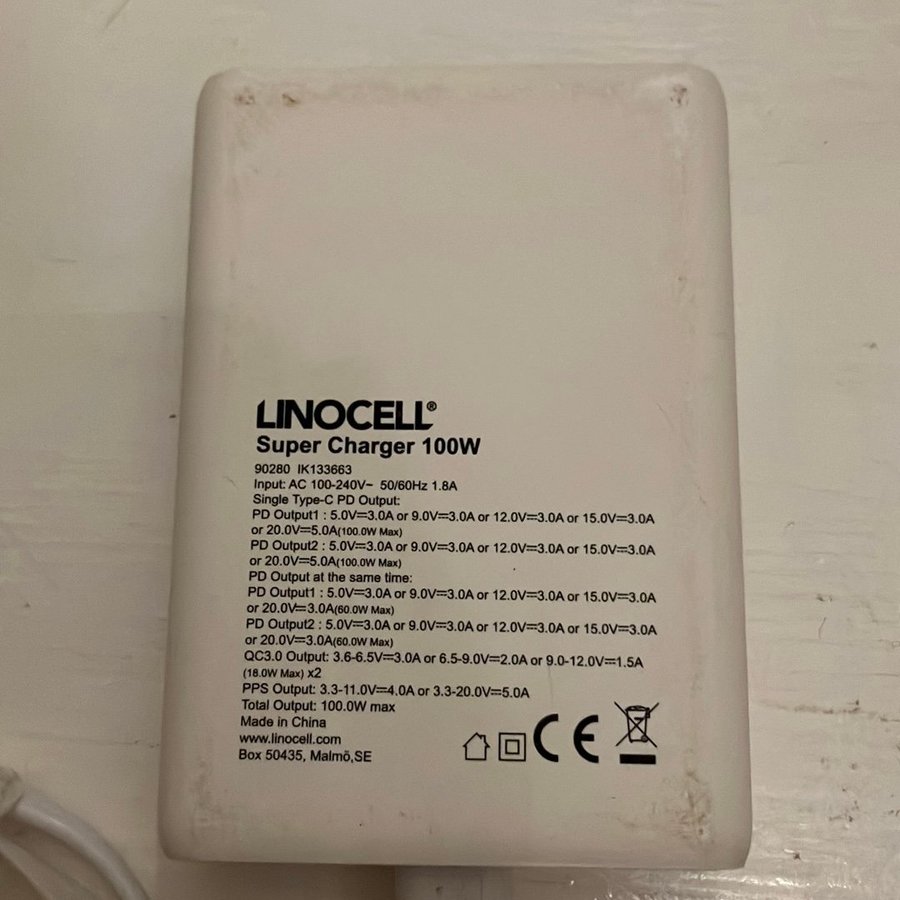 LINOCELL®
Super Charger 100W
90280 IK133663
Input: AC 100-240V~ 50/60Hz 1.8A
Single Type-C PD Output:
PD Output1 : 5.0V⎓3.0A or 9.0V⎓3.0A or 12.0V⎓3.0A or 15.0V⎓3.0A
or 20.0V⎓5.0A(100.0W Max)
PD Output2 : 5.0V⎓3.0A or 9.0V⎓3.0A or 12.0V⎓3.0A or 15.0V⎓3.0A
or 20.0V⎓5.0A(100.0W Max)
PD Output at the same time:
PD Output1 : 5.0V⎓3.0A or 9.0V⎓3.0A or 12.0V⎓3.0A or 15.0V⎓3.0A
or 20.0V⎓3.0A(60.0W Max)
PD Output2 : 5.0V⎓3.0A or 9.0V⎓3.0A or 12.0V⎓3.0A or 15.0V⎓3.0A
or 20.0V⎓3.0A(60.0W Max)
QC3.0 Output: 3.6-6.5V⎓3.0A or 6.5-9.0V⎓2.0A or 9.0-12.0V⎓1.5A
(18.0W Max) x2
PPS Output: 3.3-11.0V⎓4.0A or 3.3-20.0V⎓5.0A
Total Output: 100.0W max
Made in China
www.linocell.com
Box 50435, Malmö,SE
CE